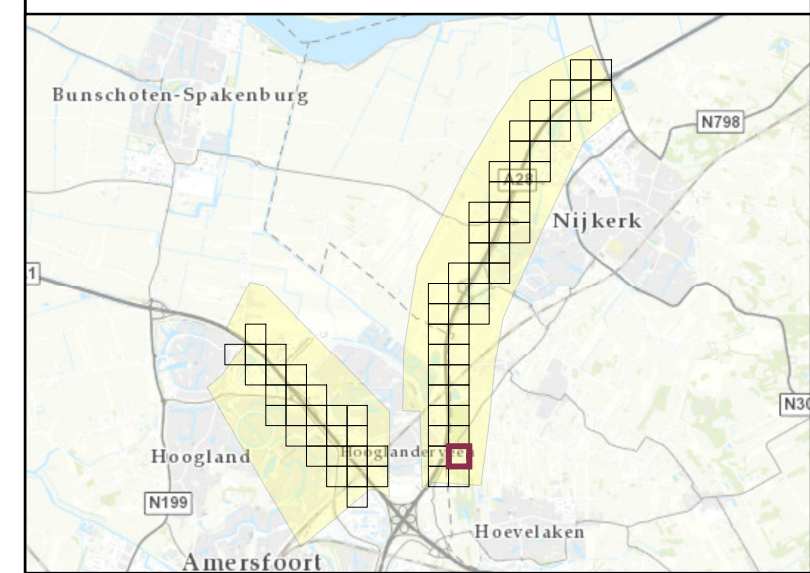 Bunschoten-Spakenburg
N798
A28
Nijkerk
1
N30
Hooglanderveen
Hoogland
N199
Hoevelaken
Amersfoort